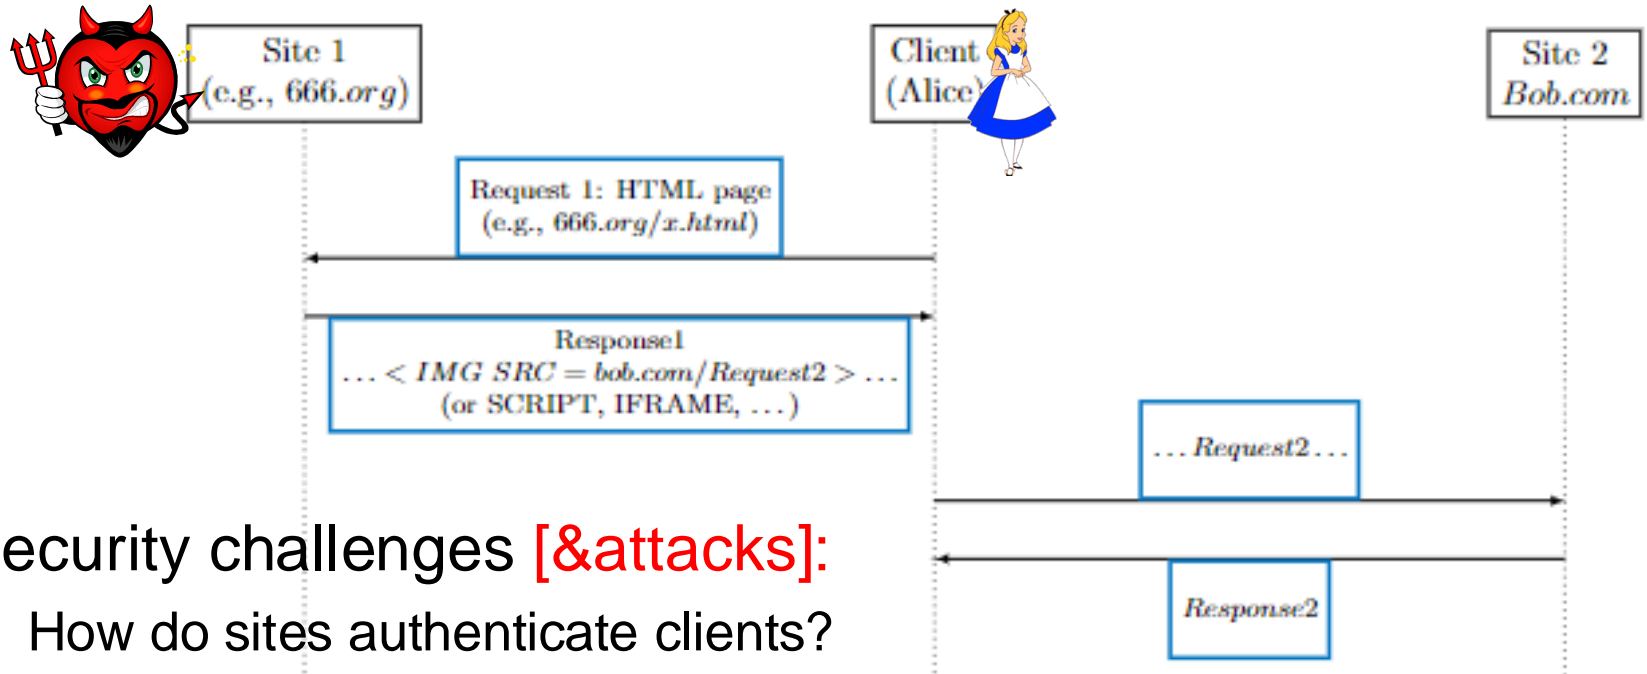 Site 1
(e.g., 666.org)
Client
(Alice)
Site 2
Bob.com
Request 1: HTML page
(e.g., 666.org/x.html)
Response1
...< IMG SRC = bob.com/Request2 > ...
(or SCRIPT, IFRAME, ...)
...Request2...
ecurity challenges [&attacks]:
Response2
How do sites authenticate clients?